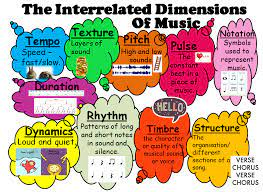 The Interrelated Dimensions
Of Music
Tempo
Speed -
fast/slow.
Texture
Layers of
sound
Pitch
High and low
sounds.
Pulse
The
constant
beat in a
piece of
music.
Notation
Symbols
used to
represent
music.
Duration
HELLO
Dynamics
Loud and quiet.
Rhythm
Patterns of long
and short notes
in sound and
silence.
Timbre
the character
or quality of a
musical sound
or voice
Structure
The
organisation/
different
sections of a
song.
VERSE
CHORUS
VERSE
CHORUS